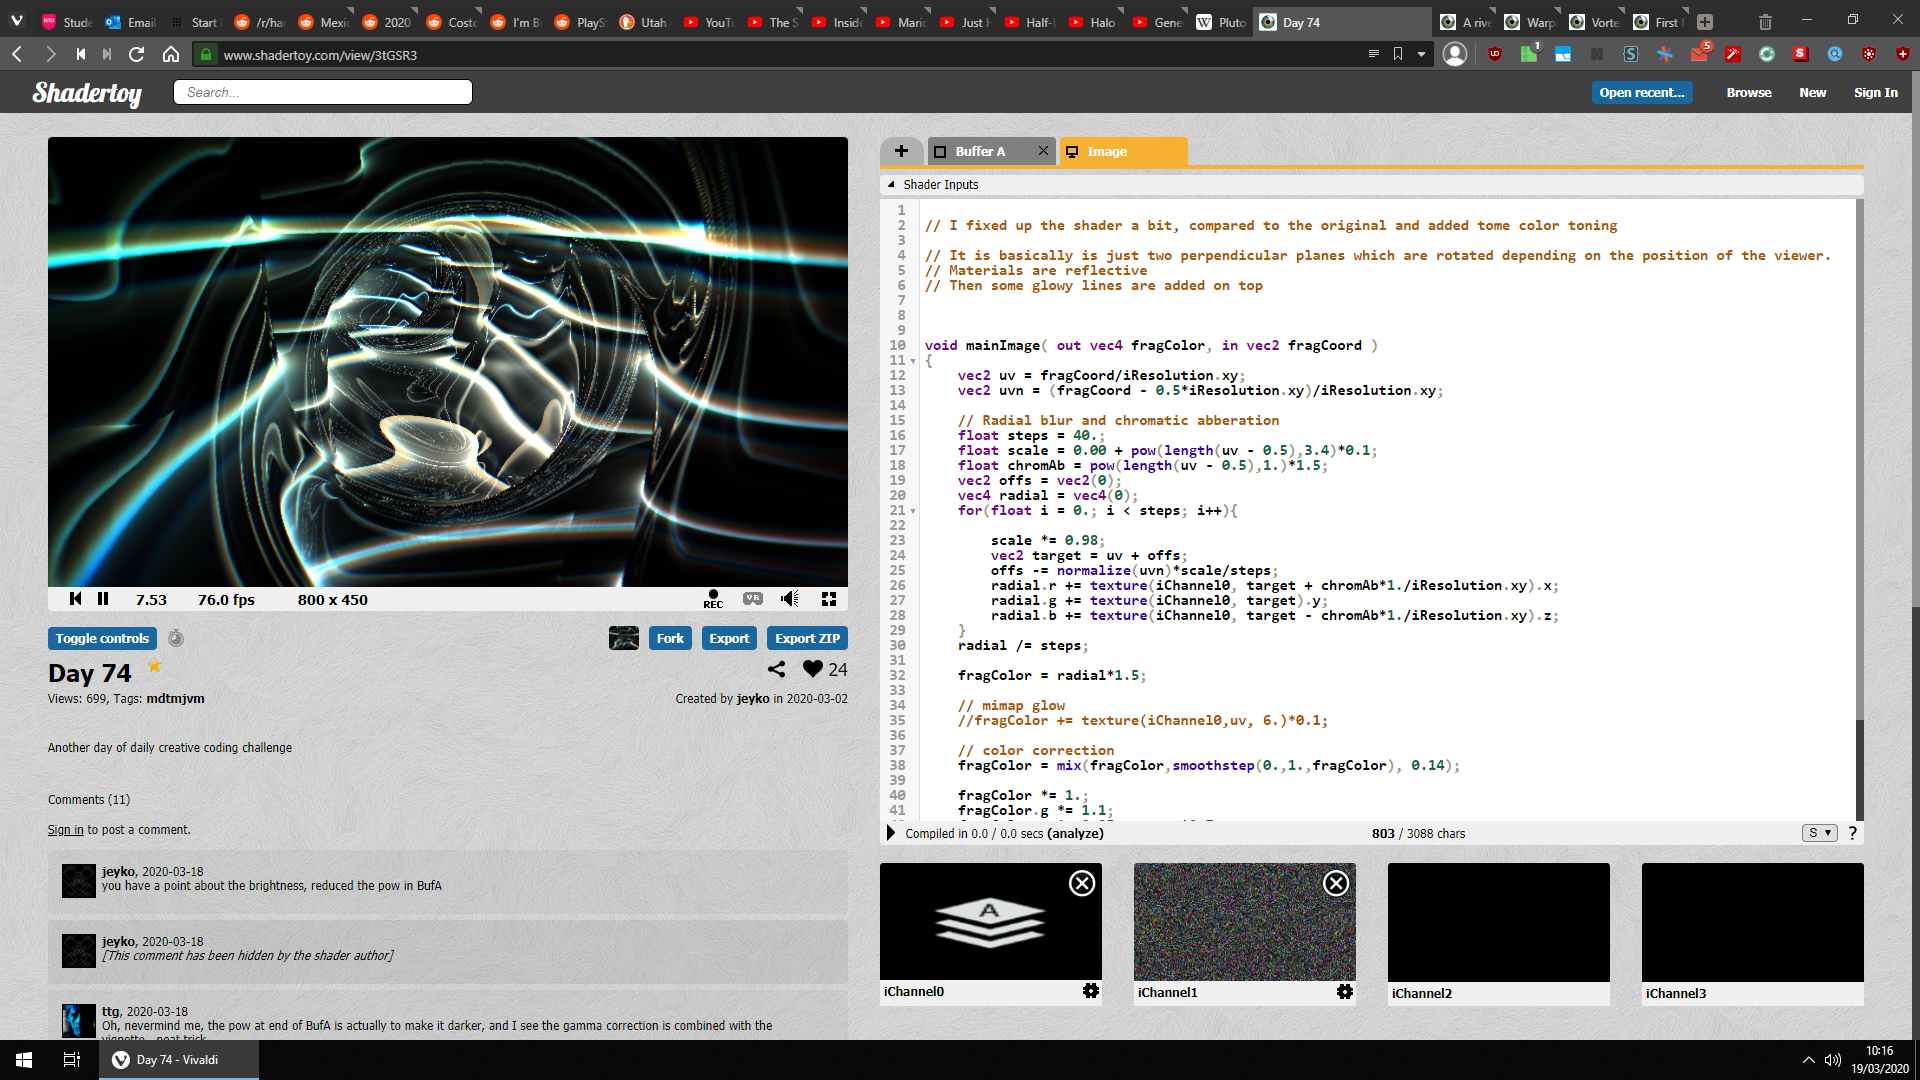 Stude
Email
Start
/r/ha
Mexic
2020
Costc
I'm Bi
PlayS
Utah
YouTu
The S
Inside
Mario
Just H
Half-L
Halo
Gene
Pluto
Day 74
A rive
Warp
Vorte
First F
www.shadertoy.com/view/3tGSR3
1
5
Shadertoy
Search...
Open recent...
Browse
New
Sign In
7.53
76.0 fps
800 x 450
REC
Toggle controls
Fork
Export
Export ZIP
Day 74
24
Views: 699, Tags: mdtmjvm
Created by jeyko in 2020-03-02
Another day of daily creative coding challenge
Comments (11)
Sign in to post a comment.
jeyko, 2020-03-18
you have a point about the brightness, reduced the pow in BufA
jeyko, 2020-03-18
[This comment has been hidden by the shader author]
ttg, 2020-03-18
Oh, nevermind me, the pow at end of BufA is actually to make it darker, and I see the gamma correction is combined with the
vignette - neat trick
+
Buffer A
Image
Shader Inputs
1
2 // I fixed up the shader a bit, compared to the original and added tome color toning
3
4 // It is basically is just two perpendicular planes which are rotated depending on the position of the viewer.
5 // Materials are reflective
6 // Then some glowy lines are added on top
7
8
9
10 void mainImage( out vec4 fragColor, in vec2 fragCoord )
11 {
12 vec2 uv = fragCoord/iResolution.xy;
13 vec2 uvn = (fragCoord - 0.5*iResolution.xy)/iResolution.xy;
14
15 // Radial blur and chromatic abberation
16 float steps = 40.;
17 float scale = 0.00 + pow(length(uv - 0.5),3.4)*0.1;
18 float chromAb = pow(length(uv - 0.5),1.)*1.5;
19 vec2 offs = vec2(0);
20 vec4 radial = vec4(0);
21 for(float i = 0.; i < steps; i++){
22
23 scale *= 0.98;
24 vec2 target = uv + offs;
25 offs -= normalize(uvn)*scale/steps;
26 radial.r += texture(iChannel0, target + chromAb*1./iResolution.xy).x;
27 radial.g += texture(iChannel0, target).y;
28 radial.b += texture(iChannel0, target - chromAb*1./iResolution.xy).z;
29 }
30 radial /= steps;
31
32 fragColor = radial*1.5;
33
34 // mimap glow
35 //fragColor += texture(iChannel0,uv, 6.)*0.1;
36
37 // color correction
38 fragColor = mix(fragColor,smoothstep(0.,1.,fragColor), 0.14);
39
40 fragColor *= 1.;
41 fragColor.g *= 1.1;
Compiled in 0.0 / 0.0 secs (analyze)
803 / 3088 chars
S
?
A
iChannel0
iChannel1
iChannel2
iChannel3
Day 74 - Vivaldi
10:16
19/03/2020